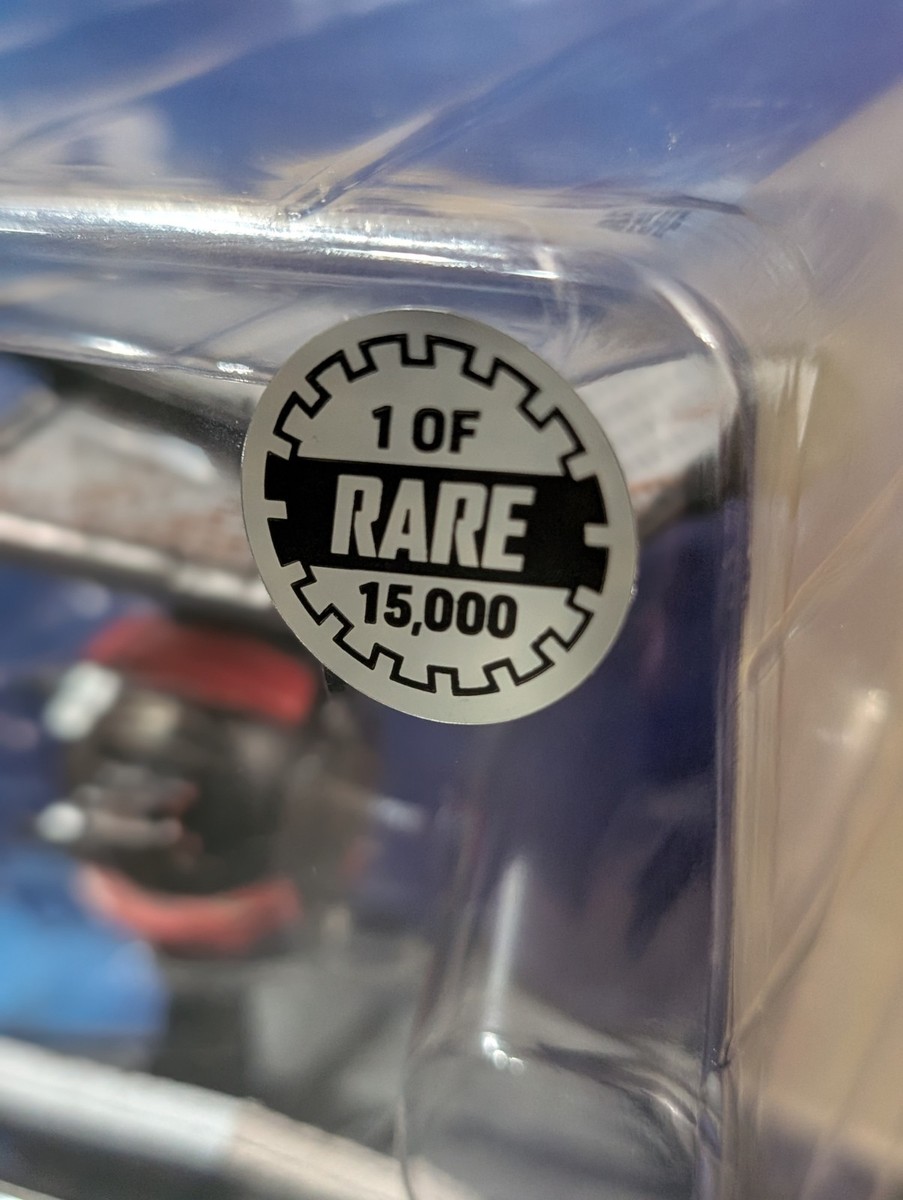 1 OF
RARE
15,000